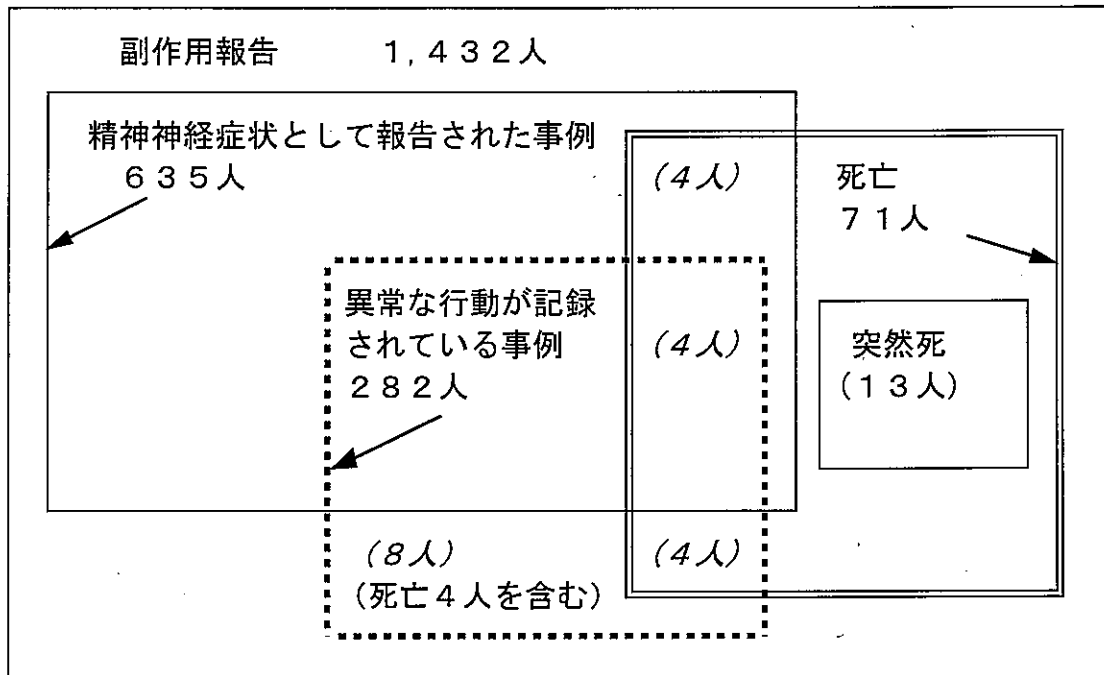 副作用報告　　1,432人
精神神経症状として報告された事例
635人
(4人)
死亡
71人
異常な行動が記録
されている事例
282人
(4人)
突然死
(13人)
(8人)
(死亡4人を含む)
(4人)